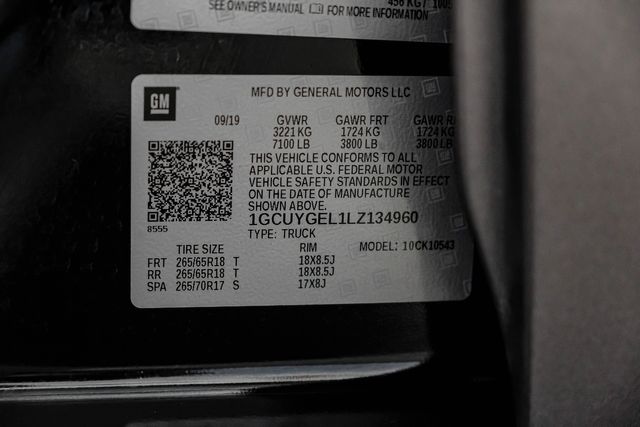 456 KG / 1005
SEE OWNER'S MANUAL FOR MORE INFORMATION
GM
MFD BY GENERAL MOTORS LLC
09/19 GVWR GAWR FRT GAWR
3221 KG 1724 KG 1724 KG
7100 LB 3800 LB 3800 LB
THIS VEHICLE CONFORMS TO ALL
APPLICABLE U.S. FEDERAL MOTOR
VEHICLE SAFETY STANDARDS IN EFFECT
ON THE DATE OF MANUFACTURE
SHOWN ABOVE.
1GCUYGEL1LZ134960
8555
TYPE: TRUCK
TIRE SIZE RIM MODEL: 10CK10543
FRT 265/65R18 T 18X8.5J
RR 265/65R18 T 18X8.5J
SPA 265/70R17 S 17X8J